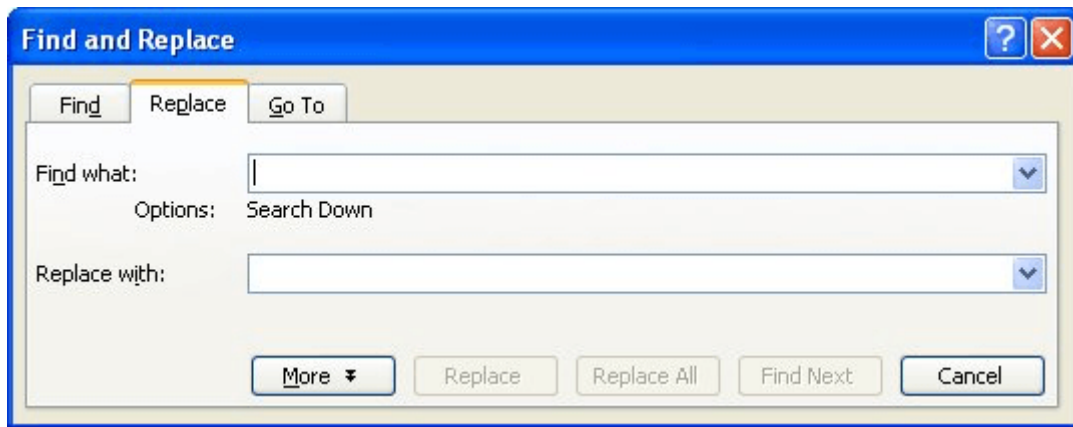 Find and Replace
Find Replace Go To
Find what:
Options: Search Down
Replace with:
More Replace Replace All Find Next Cancel